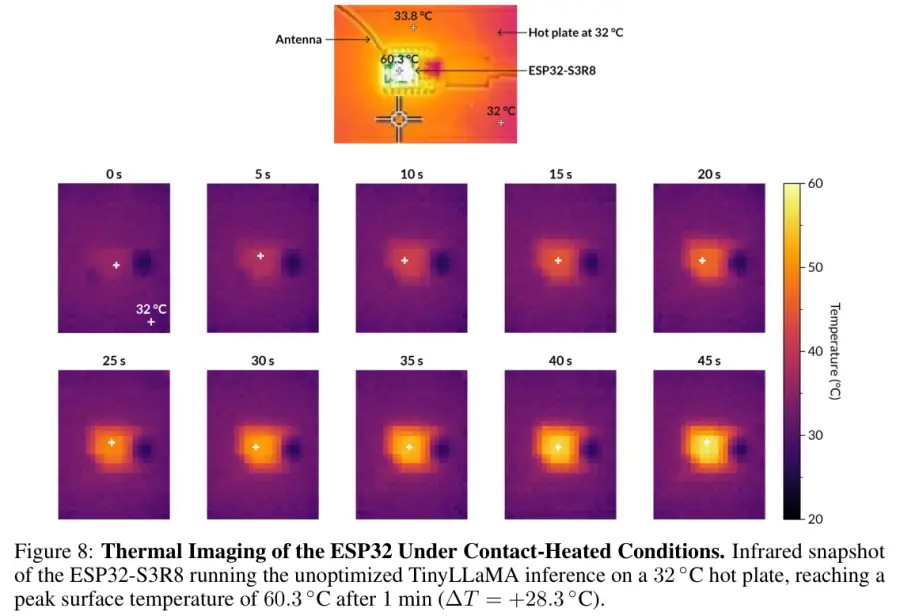 33.8 °C
Antenna
Hot plate at 32 °C
60.3 °C
ESP32-S3R8
32 °C
0 s
5 s
10 s
15 s
20 s
32 °C
60
50
40
30
20
Temperature (°C)
25 s
30 s
35 s
40 s
45 s
Figure 8: Thermal Imaging of the ESP32 Under Contact-Heated Conditions. Infrared snapshot
of the ESP32-S3R8 running the unoptimized TinyLLaMA inference on a 32 °C hot plate, reaching a
peak surface temperature of 60.3 °C after 1 min (ΔT = +28.3 °C).